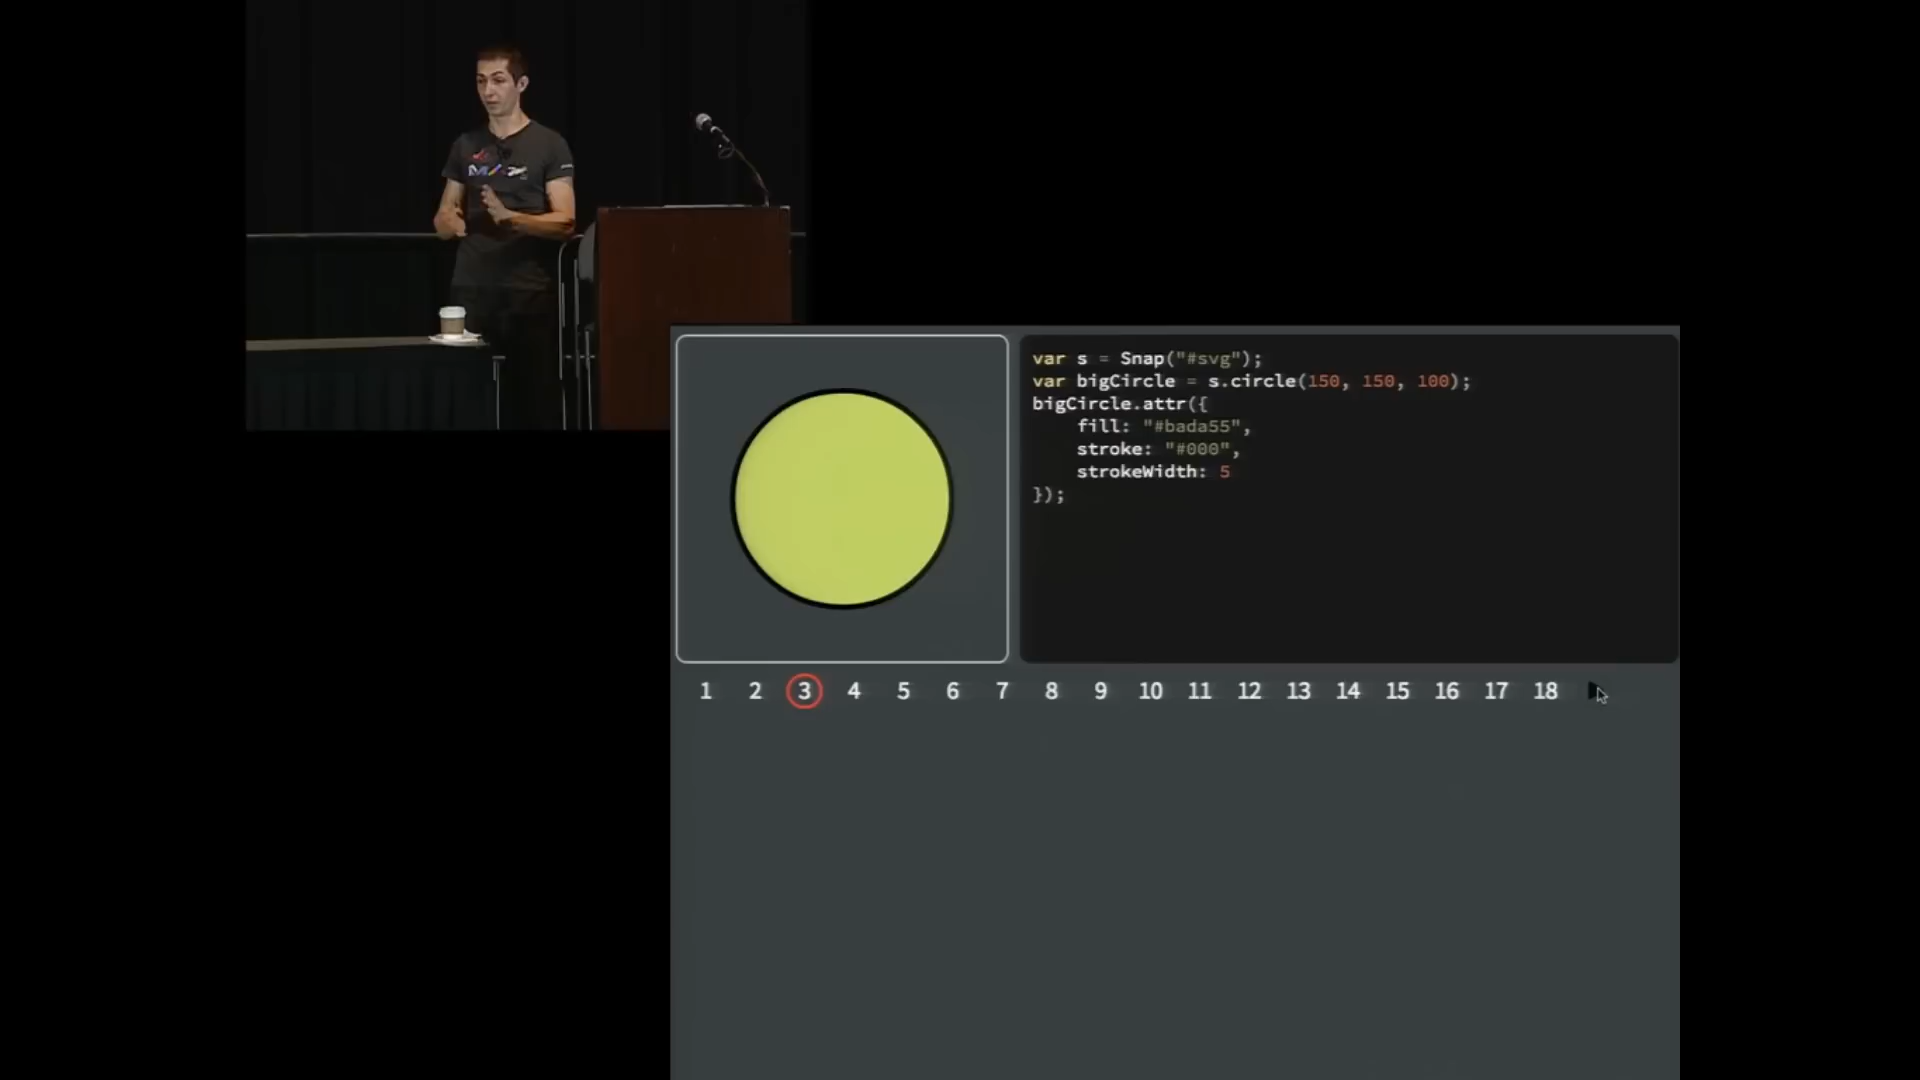 MAX
var s = Snap("#svg");
var bigCircle = s.circle(150, 150, 100);
bigCircle.attr({
    fill: "#bada55",
    stroke: "#000",
    strokeWidth: 5
});
1 2 3 4 5 6 7 8 9 10 11 12 13 14 15 16 17 18